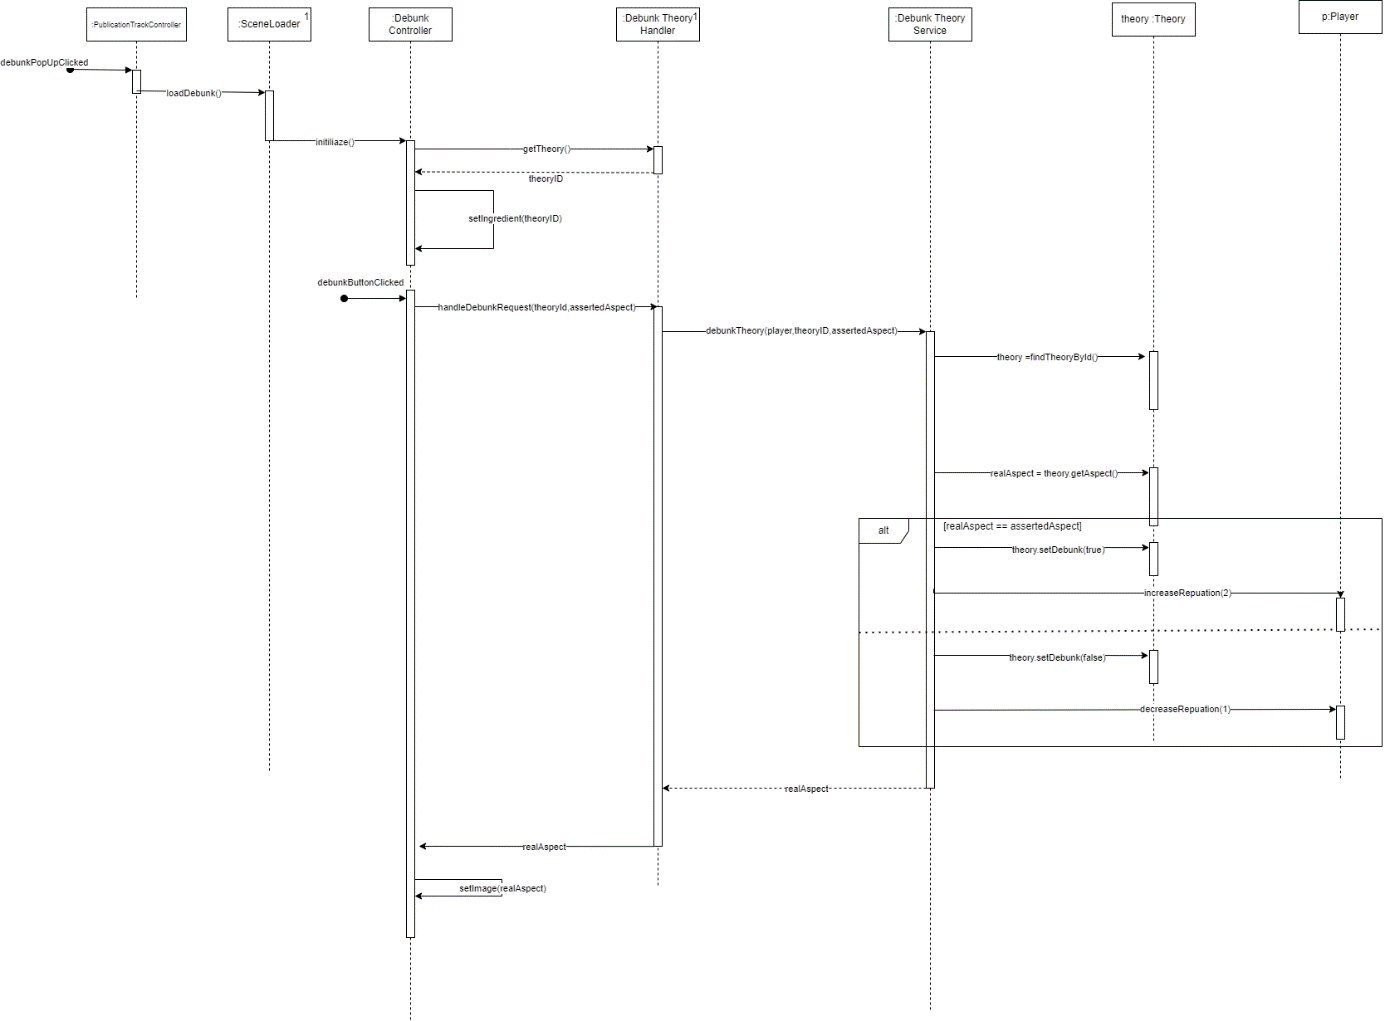 :PublicationTrackController
:SceneLoader
1
:Debunk
Controller
:Debunk Theory
Handler
1
:Debunk Theory
Service
theory :Theory
p:Player
debunkPopUpClicked
loadDebunk()
initiliaze()
getTheory()
theoryID
setIngredient(theoryID)
debunkButtonClicked
handleDebunkRequest(theoryId,assertedAspect)
debunkTheory(player,theoryID,assertedAspect)
theory =findTheoryById()
realAspect = theory.getAspect()
alt
[realAspect == assertedAspect]
theory.setDebunk(true)
increaseRepuation(2)
theory.setDebunk(false)
decreaseRepuation(1)
realAspect
realAspect
setImage(realAspect)